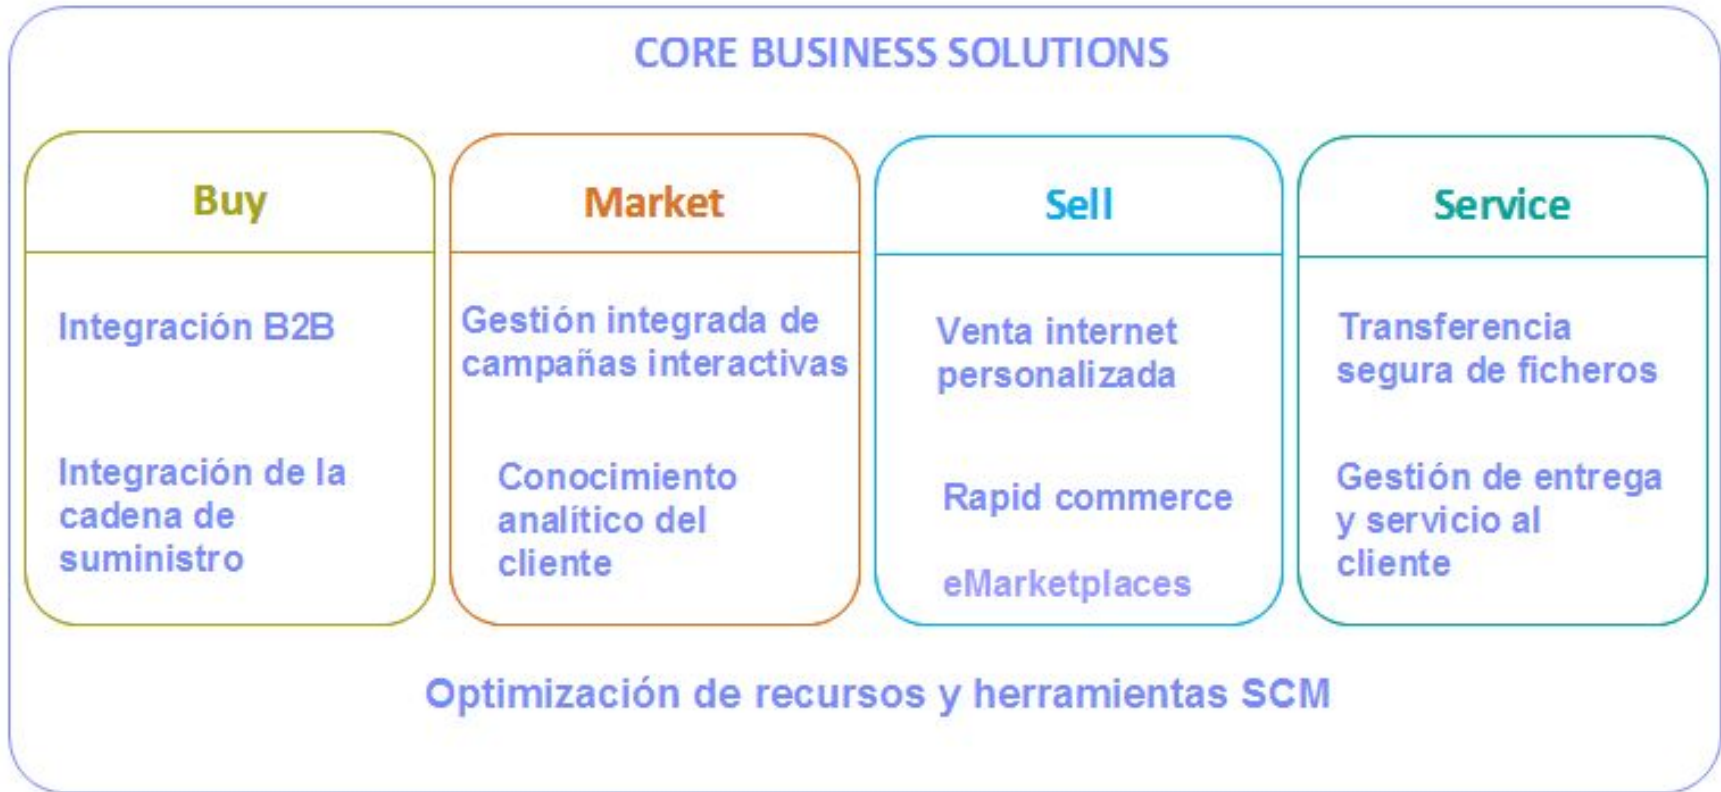 CORE BUSINESS SOLUTIONS
Buy
Integración B2B
Integración de la
cadena de
suministro
Market
Gestión integrada de
campañas interactivas
Conocimiento
analítico del
cliente
Sell
Venta internet
personalizada
Rapid commerce
eMarketplaces
Service
Transferencia
segura de ficheros
Gestión de entrega
y servicio al
cliente
Optimización de recursos y herramientas SCM